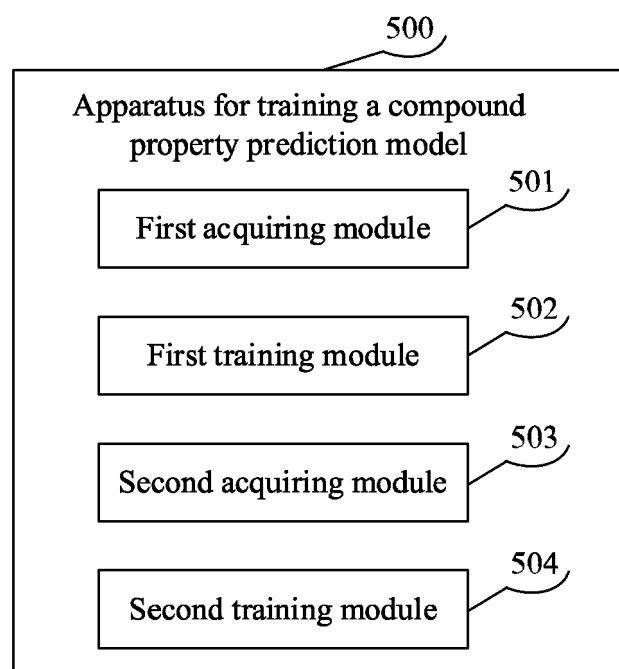 500
Apparatus for training a compound
property prediction model
501
First acquiring module
502
First training module
503
Second acquiring module
504
Second training module